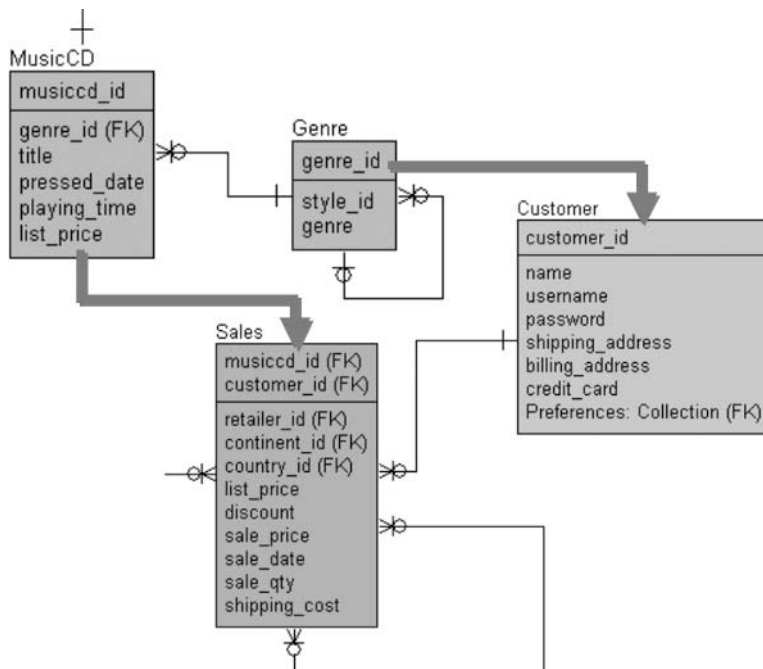 MusicCD
musiccd_id
genre_id (FK)
title
pressed_date
playing_time
list_price
Genre
genre_id
style_id
genre
Customer
customer_id
name
username
password
shipping_address
billing_address
credit_card
Preferences: Collection (FK)
Sales
musiccd_id (FK)
customer_id (FK)
retailer_id (FK)
continent_id (FK)
country_id (FK)
list_price
discount
sale_price
sale_date
sale_qty
shipping_cost